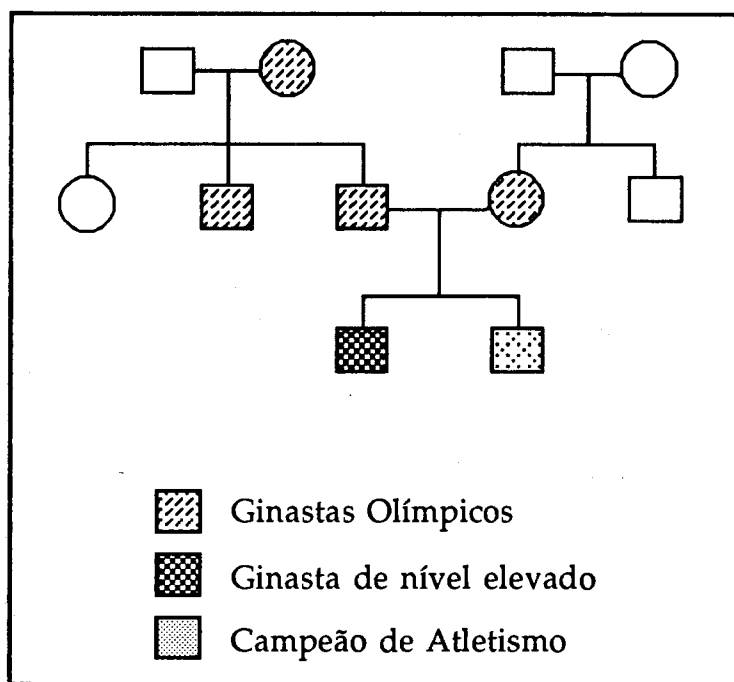 Ginastas Olímpicos
Ginasta de nível elevado
Campeão de Atletismo